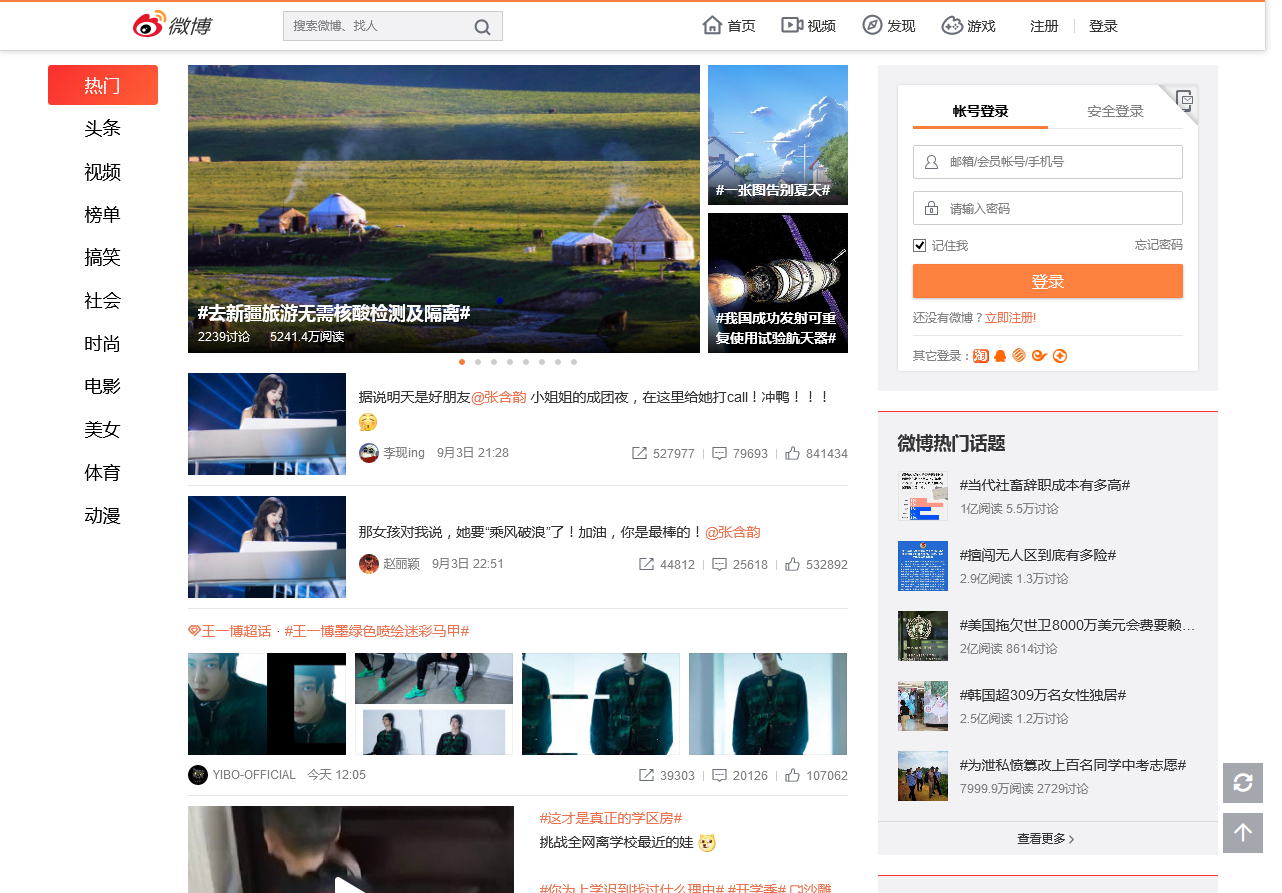 微博
搜索微博、找人
首页
视频
发现
游戏
注册
登录
热门
头条
视频
榜单
搞笑
社会
时尚
电影
美女
体育
动漫
#去新疆旅游无需核酸检测及隔离#
2239讨论 5241.4万阅读
#一张图告别夏天#
#我国成功发射可重
复使用试验航天器#
据说明天是好朋友@张含韵 小姐姐的成团夜，在这里给她打call！冲鸭！！！
李现ing 9月3日 21:28
527977 79693 841434
那女孩对我说，她要“乘风破浪”了！加油，你是最棒的！@张含韵
赵丽颖 9月3日 22:51
44812 25618 532892
王一博超话 · #王一博墨绿色喷绘迷彩马甲#
YIBO-OFFICIAL 今天 12:05
39303 20126 107062
#这才是真正的学区房#
挑战全网离学校最近的娃
#你为上学迟到找过什么理由# #开学季# 沙雕
帐号登录
安全登录
邮箱/会员帐号/手机号
请输入密码
记住我
忘记密码
登录
还没有微博？立即注册!
其它登录：淘
微博热门话题
#当代社畜辞职成本有多高#
1亿阅读 5.5万讨论
#擅闯无人区到底有多险#
2.9亿阅读 1.3万讨论
#美国拖欠世卫8000万美元会费要赖…
2亿阅读 8614讨论
#韩国超309万名女性独居#
2.5亿阅读 1.2万讨论
#为泄私愤篡改上百名同学中考志愿#
7999.9万阅读 2729讨论
查看更多